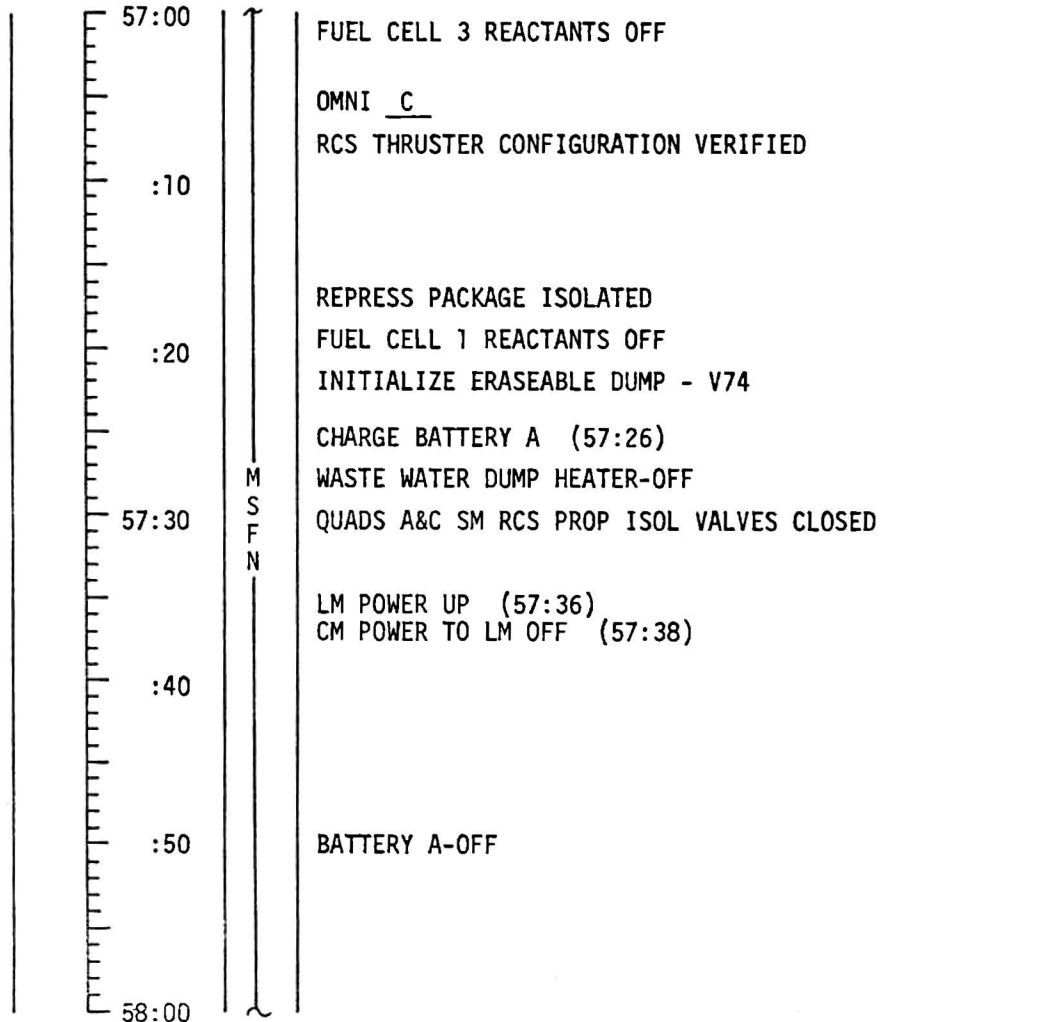 57:00
FUEL CELL 3 REACTANTS OFF
OMNI C
RCS THRUSTER CONFIGURATION VERIFIED
:10
REPRESS PACKAGE ISOLATED
FUEL CELL 1 REACTANTS OFF
:20
INITIALIZE ERASEABLE DUMP - V74
CHARGE BATTERY A (57:26)
MSFN
WASTE WATER DUMP HEATER-OFF
57:30
QUADS A&C SM RCS PROP ISOL VALVES CLOSED
LM POWER UP (57:36)
CM POWER TO LM OFF (57:38)
:40
:50
BATTERY A-OFF
58:00